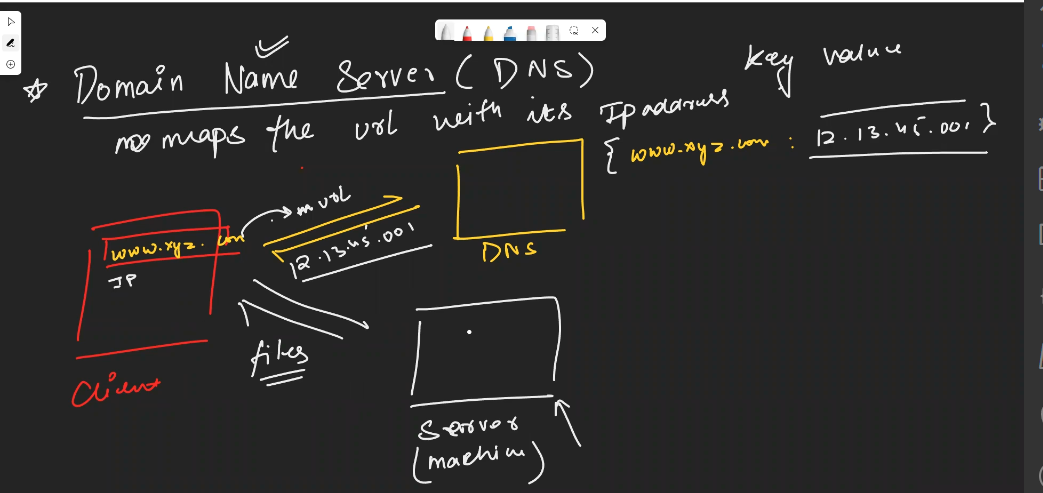 Domain Name Server (DNS)
maps the url with its IP address
Key value
{ www.xyz.com : 12.13.45.001 }
url
www.xyz.com
IP
12.13.45.001
DNS
files
Client
Server
(machine)